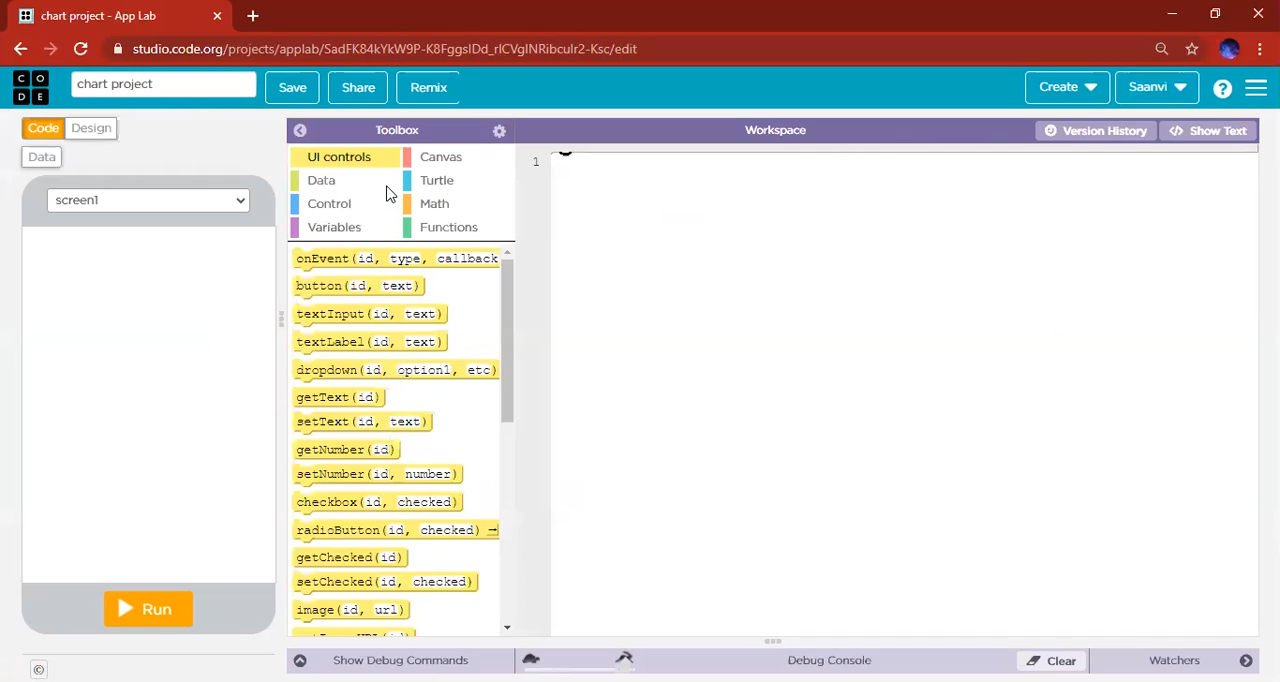 chart project - App Lab
studio.code.org/projects/applab/SadFK84kYkW9P-K8FggslDd_rlCVglNRibculr2-Ksc/edit
C O D E
chart project
Save
Share
Remix
Create
Saanvi
?
Code
Design
Data
Toolbox
Workspace
Version History
Show Text
screen1
UI controls
Canvas
Data
Turtle
Control
Math
Variables
Functions
1
onEvent(id, type, callback
button(id, text)
textInput(id, text)
textLabel(id, text)
dropdown(id, option1, etc)
getText(id)
setText(id, text)
getNumber(id)
setNumber(id, number)
checkbox(id, checked)
radioButton(id, checked)
getChecked(id)
setChecked(id, checked)
image(id, url)
Run
©
Show Debug Commands
Debug Console
Clear
Watchers